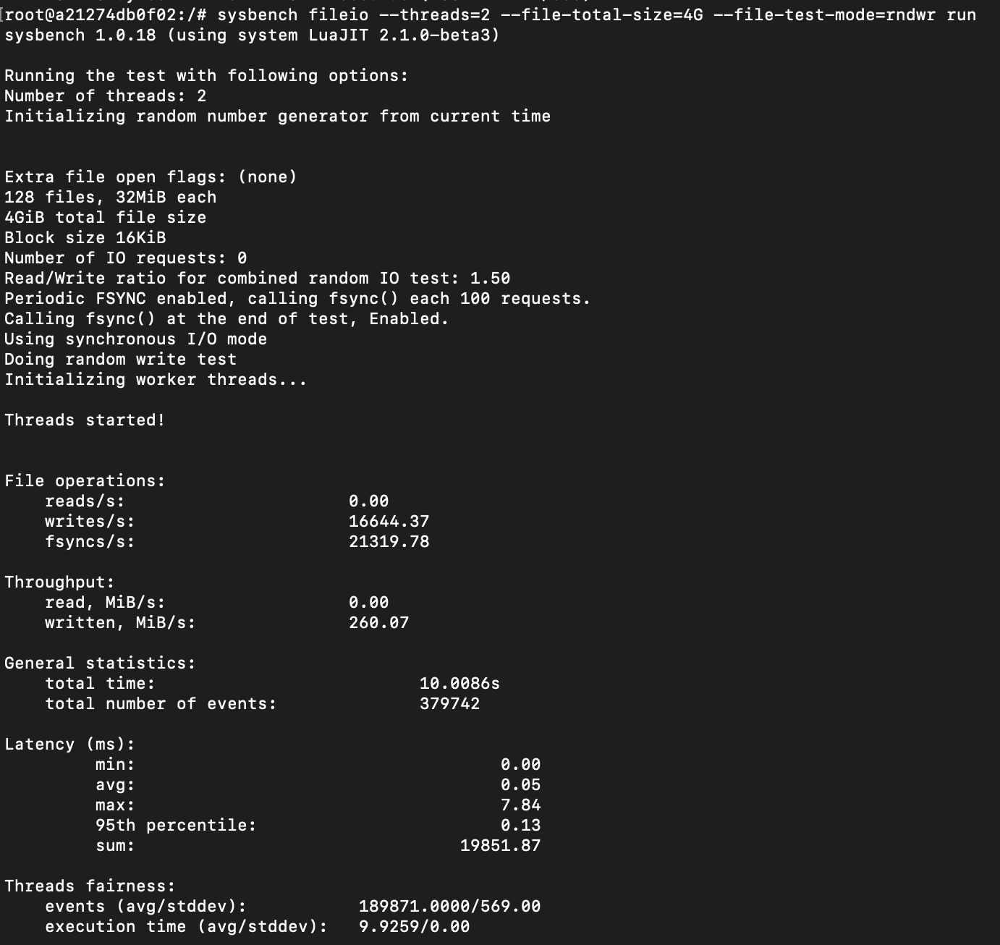 root@a21274db0f02:/# sysbench fileio --threads=2 --file-total-size=4G --file-test-mode=rndwr run
sysbench 1.0.18 (using system LuaJIT 2.1.0-beta3)
Running the test with following options:
Number of threads: 2
Initializing random number generator from current time
Extra file open flags: (none)
128 files, 32MiB each
4GiB total file size
Block size 16KiB
Number of IO requests: 0
Read/Write ratio for combined random IO test: 1.50
Periodic FSYNC enabled, calling fsync() each 100 requests.
Calling fsync() at the end of test, Enabled.
Using synchronous I/O mode
Doing random write test
Initializing worker threads...
Threads started!
File operations:
reads/s: 0.00
writes/s: 16644.37
fsyncs/s: 21319.78
Throughput:
read, MiB/s: 0.00
written, MiB/s: 260.07
General statistics:
total time: 10.0086s
total number of events: 379742
Latency (ms):
min: 0.00
avg: 0.05
max: 7.84
95th percentile: 0.13
sum: 19851.87
Threads fairness:
events (avg/stddev): 189871.0000/569.00
execution time (avg/stddev): 9.9259/0.00